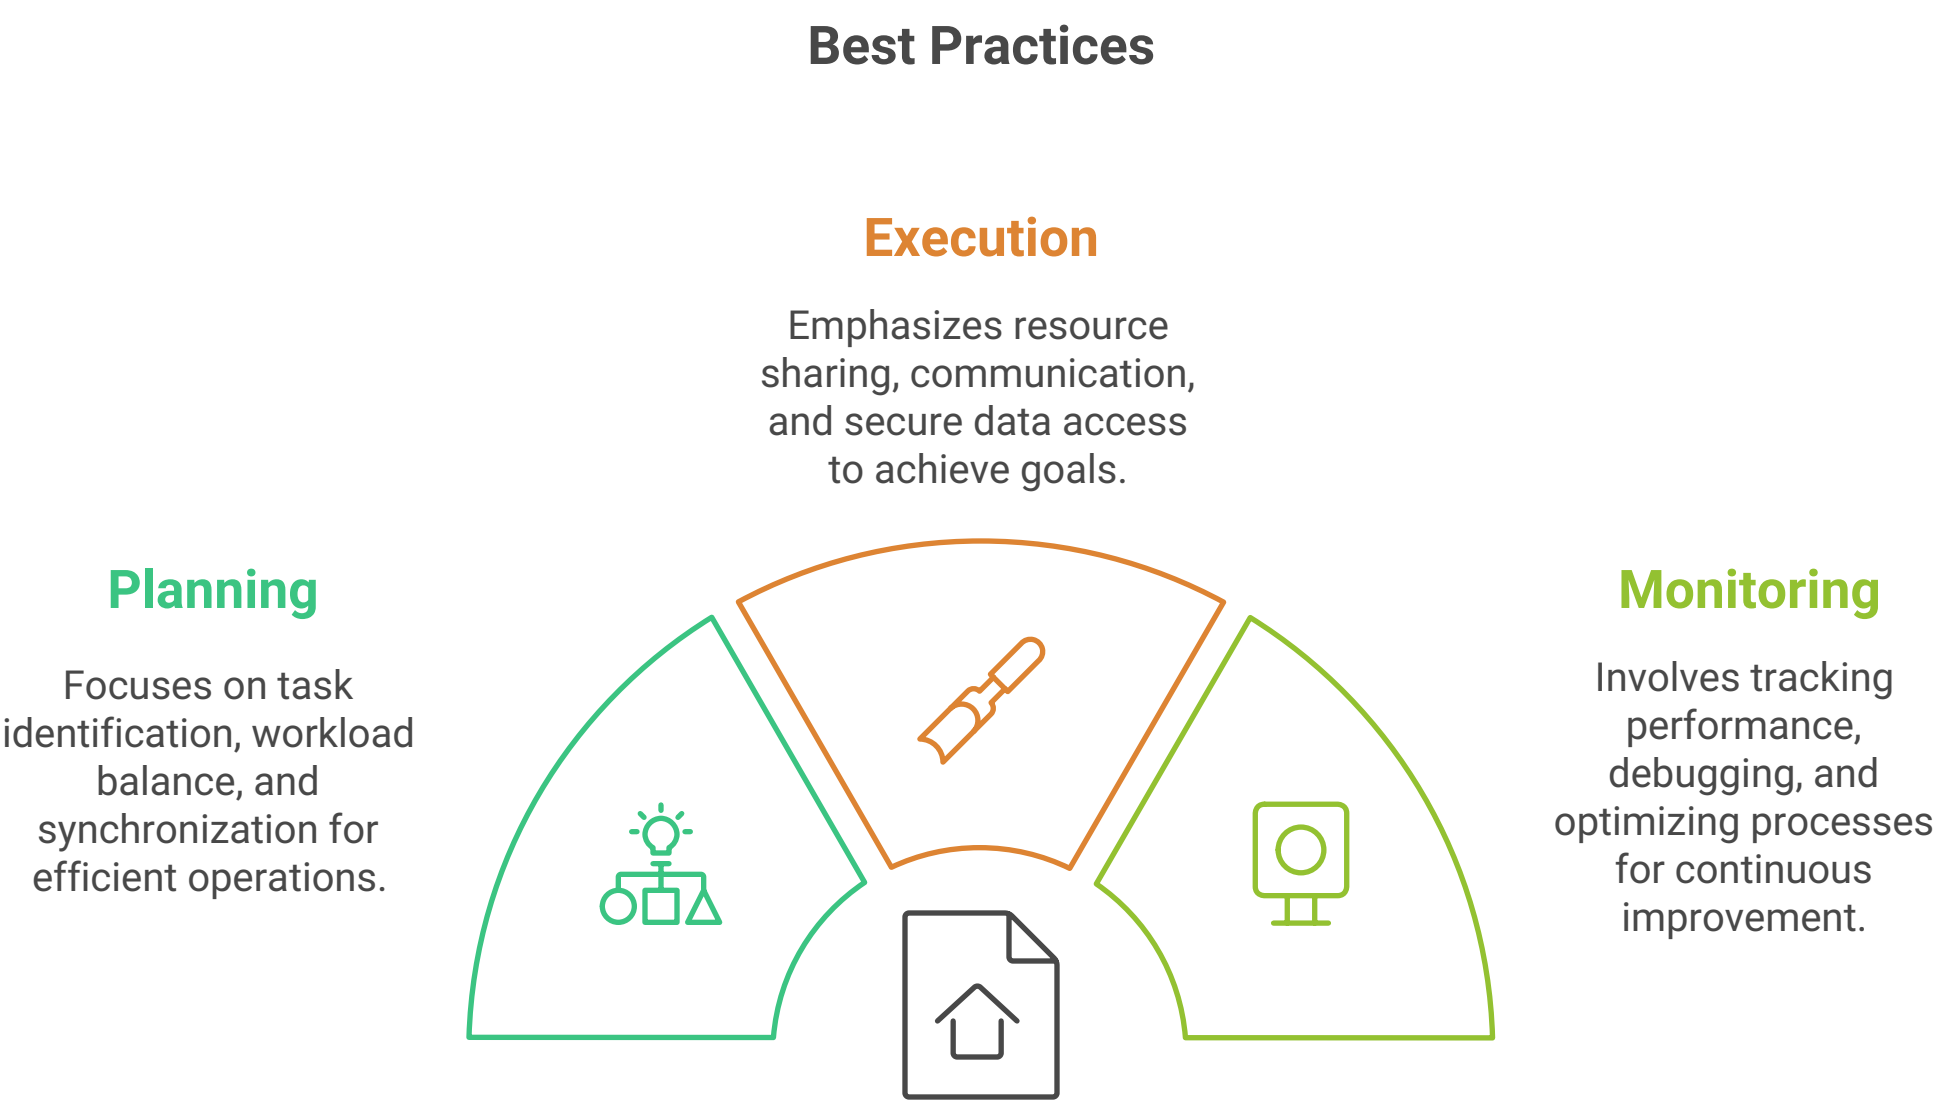 Best Practices
Execution
Emphasizes resource
sharing, communication,
and secure data access
to achieve goals.
Planning
Focuses on task
identification, workload
balance, and
synchronization for
efficient operations.
Monitoring
Involves tracking
performance,
debugging, and
optimizing processes
for continuous
improvement.